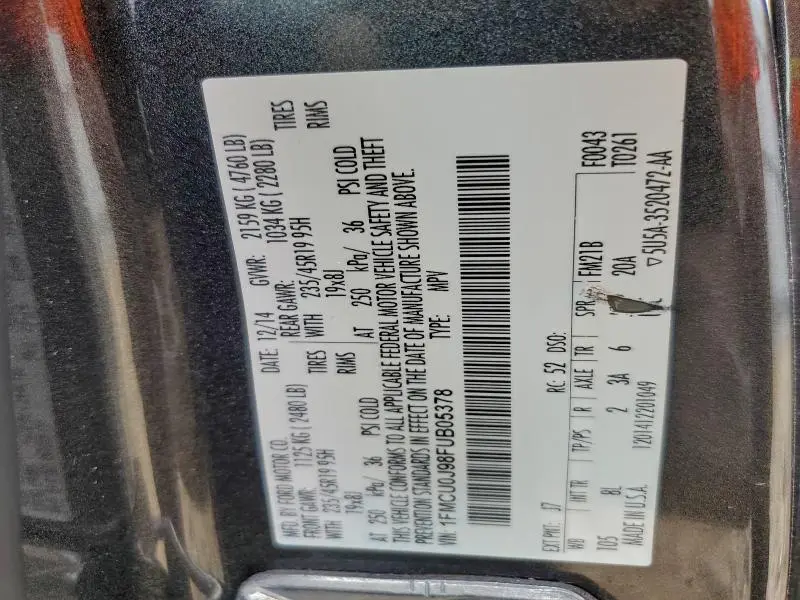 MFD. BY FORD MOTOR CO.
DATE: 12/14 GVWR: 2159 KG ( 4760 LB)
FRONT GAWR: 1125 KG ( 2480 LB) REAR GAWR: 1034 KG ( 2280 LB)
235/45R19 95H TIRES WITH 235/45R19 95H TIRES
19x8J RIMS 19x8J RIMS
AT 250 kPa/ 36 PSI COLD AT 250 kPa/ 36 PSI COLD
THIS VEHICLE CONFORMS TO ALL APPLICABLE FEDERAL MOTOR VEHICLE SAFETY AND THEFT
PREVENTION STANDARDS IN EFFECT ON THE DATE OF MANUFACTURE SHOWN ABOVE.
VIN: 1FMCU0J98FUB05378 TYPE: MPV
EXT PNT: J7 RC: 52 DSO: F0043
WB INT TR TP/PS R AXLE TR SPR FM21B T0261
105 8L 2 3A 6 20A
MADE IN U.S.A. 1201412201049 ▽5U5A-3520472-AA